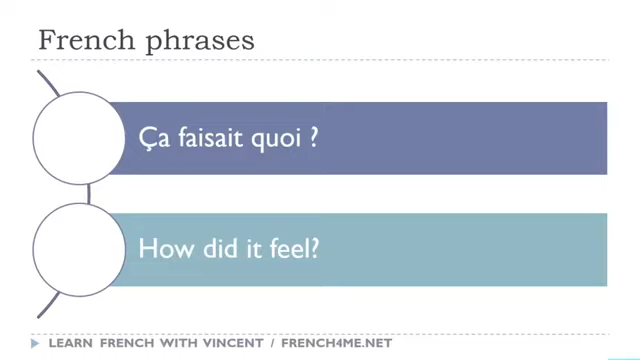 French phrases
Ça faisait quoi ?
How did it feel?
LEARN FRENCH WITH VINCENT / FRENCH4ME.NET